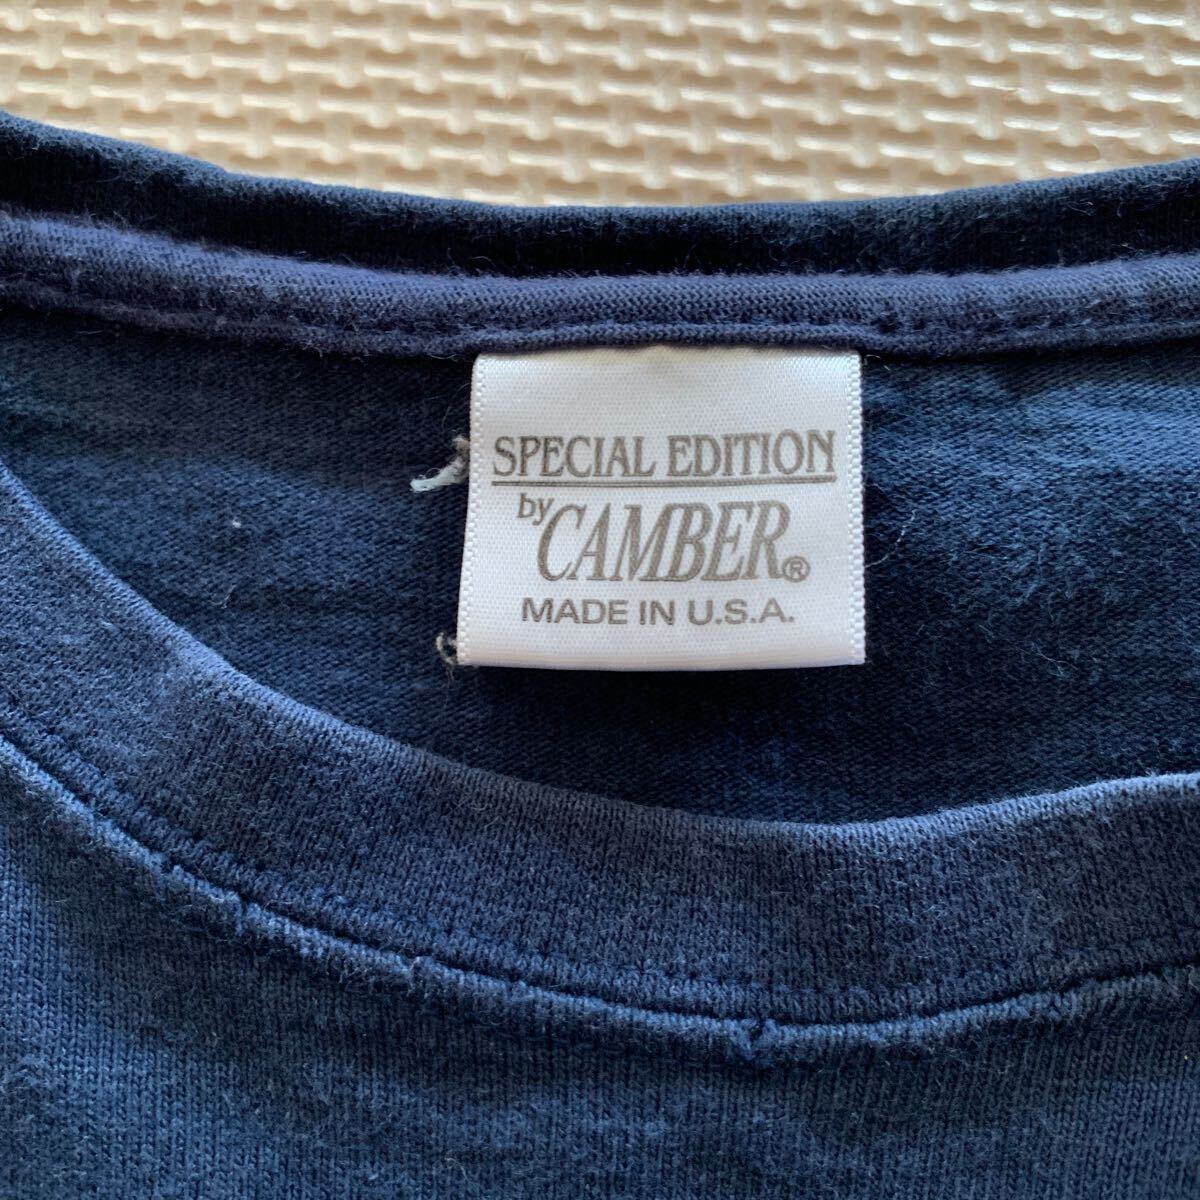 SPECIAL EDITION
by CAMBER®
MADE IN U.S.A.